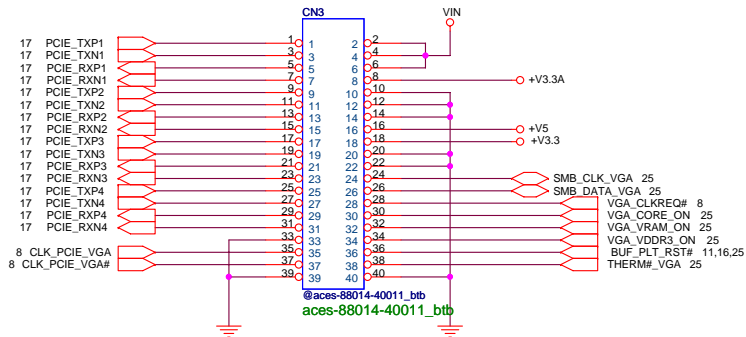 CN3
VIN
17 PCIE_TXP1 1 1 2 2
17 PCIE_TXN1 3 3 4 4
17 PCIE_RXP1 5 5 6 6
17 PCIE_RXN1 7 7 8 8 +V3.3A
17 PCIE_TXP2 9 9 10 10
17 PCIE_TXN2 11 11 12 12
17 PCIE_RXP2 13 13 14 14
17 PCIE_RXN2 15 15 16 16 +V5
17 PCIE_TXP3 17 17 18 18 +V3.3
17 PCIE_TXN3 19 19 20 20
17 PCIE_RXP3 21 21 22 22
17 PCIE_RXN3 23 23 24 24 SMB_CLK_VGA 25
17 PCIE_TXP4 25 25 26 26 SMB_DATA_VGA 25
17 PCIE_TXN4 27 27 28 28 VGA_CLKREQ# 8
17 PCIE_RXP4 29 29 30 30 VGA_CORE_ON 25
17 PCIE_RXN4 31 31 32 32 VGA_VRAM_ON 25
33 33 34 34 VGA_VDDR3_ON 25
8 CLK_PCIE_VGA 35 35 36 36 BUF_PLT_RST# 11,16,25
8 CLK_PCIE_VGA# 37 37 38 38 THERM#_VGA 25
39 39 40 40
@aces-88014-40011_btb
aces-88014-40011_btb